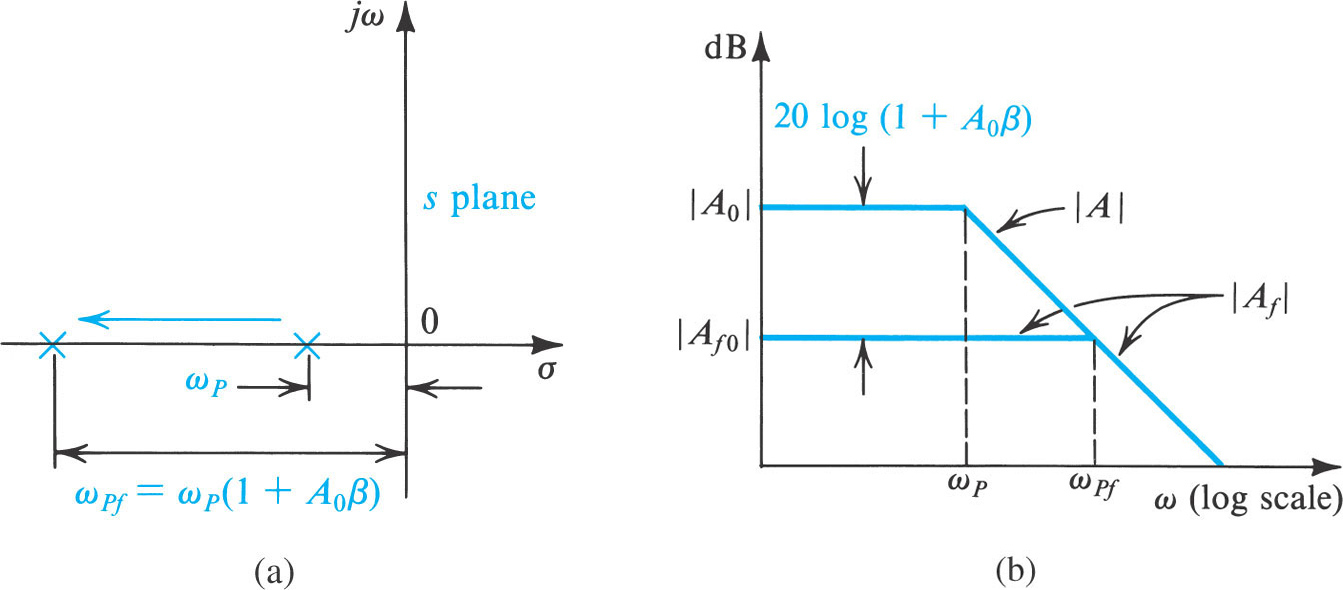 jω
s plane
0
σ
ω_P
ω_Pf = ω_P(1 + A_0β)
(a)
dB
20 log (1 + A_0β)
|A_0|
|A|
|A_f0|
|A_f|
ω_P
ω_Pf
ω (log scale)
(b)